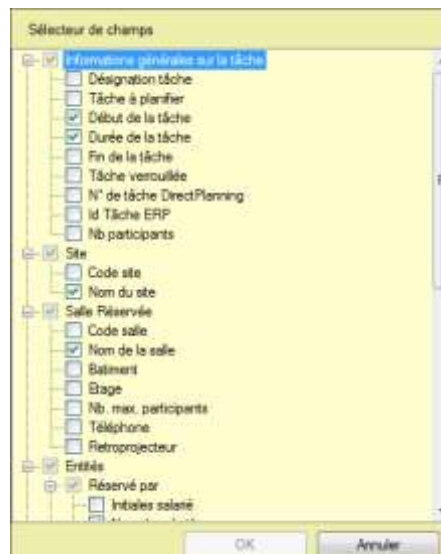 Sélecteur de champs
Informations générales sur la tâche
Désignation tâche
Tâche à planifier
Début de la tâche
Durée de la tâche
Fin de la tâche
Tâche verrouillée
N° de tâche DirectPlanning
Id Tâche ERP
Nb participants
Site
Code site
Nom du site
Salle Réservée
Code salle
Nom de la salle
Batiment
Etage
Nb. max. participants
Téléphone
Retroprojecteur
Entités
Réservé par
Initiales salarié
OK
Annuler